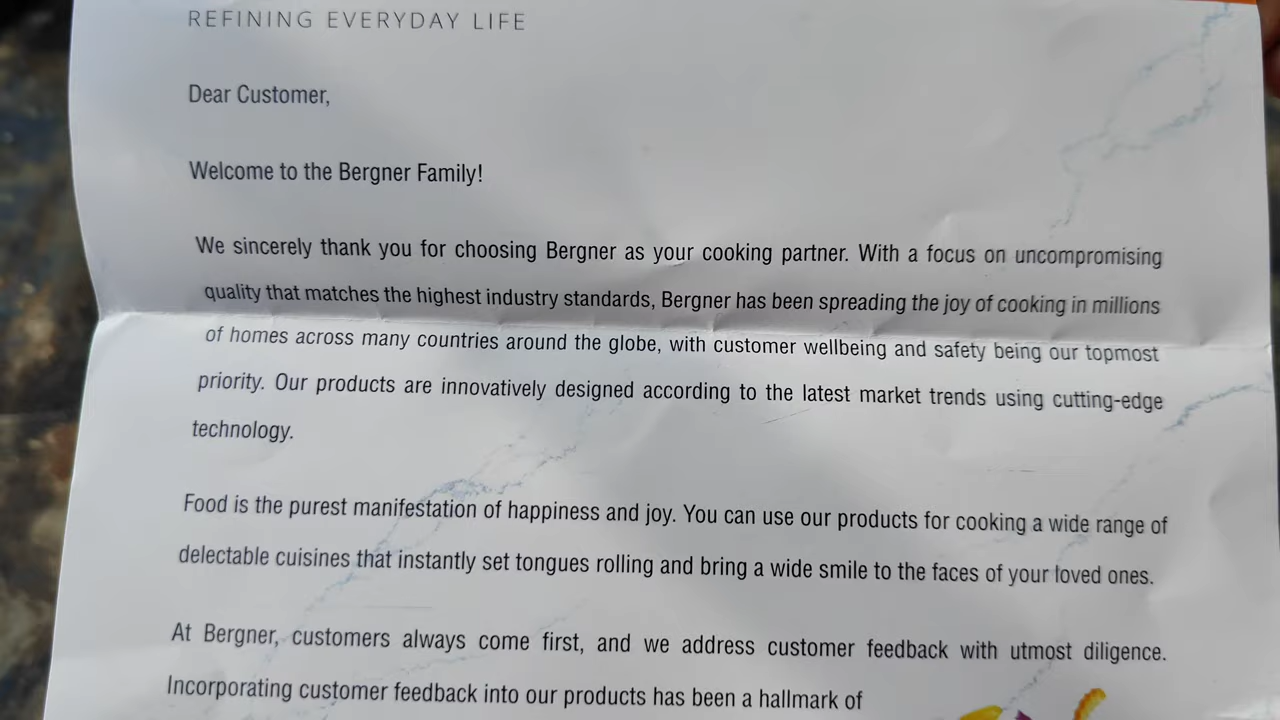 REFINING EVERYDAY LIFE
Dear Customer,
Welcome to the Bergner Family!
We sincerely thank you for choosing Bergner as your cooking partner. With a focus on uncompromising
quality that matches the highest industry standards, Bergner has been spreading the joy of cooking in millions
of homes across many countries around the globe, with customer wellbeing and safety being our topmost
priority. Our products are innovatively designed according to the latest market trends using cutting-edge
technology.
Food is the purest manifestation of happiness and joy. You can use our products for cooking a wide range of
delectable cuisines that instantly set tongues rolling and bring a wide smile to the faces of your loved ones.
At Bergner, customers always come first, and we address customer feedback with utmost diligence.
Incorporating customer feedback into our products has been a hallmark of